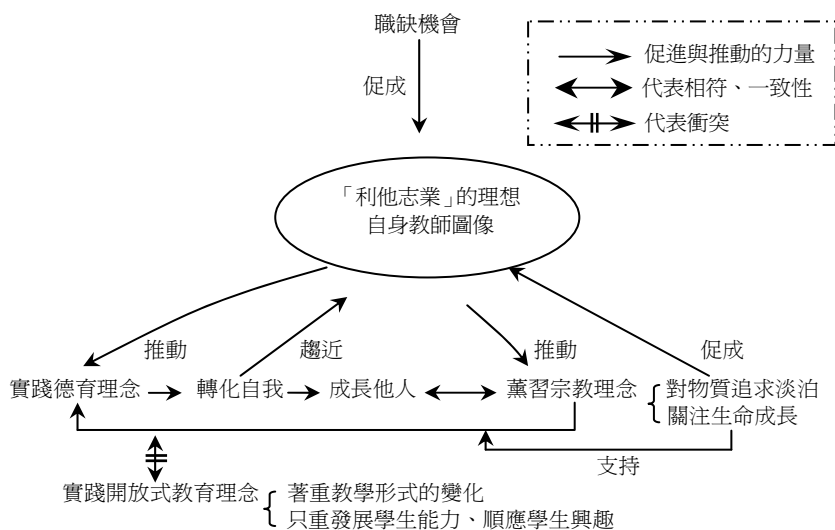 職缺機會
促進與推動的力量
促成
代表相符、一致性
代表衝突
「利他志業」的理想
自身教師圖像
推動
趨近
推動
促成
實踐德育理念
轉化自我
成長他人
薰習宗教理念
對物質追求淡泊
關注生命成長
支持
實踐開放式教育理念
著重教學形式的變化
只重發展學生能力、順應學生興趣